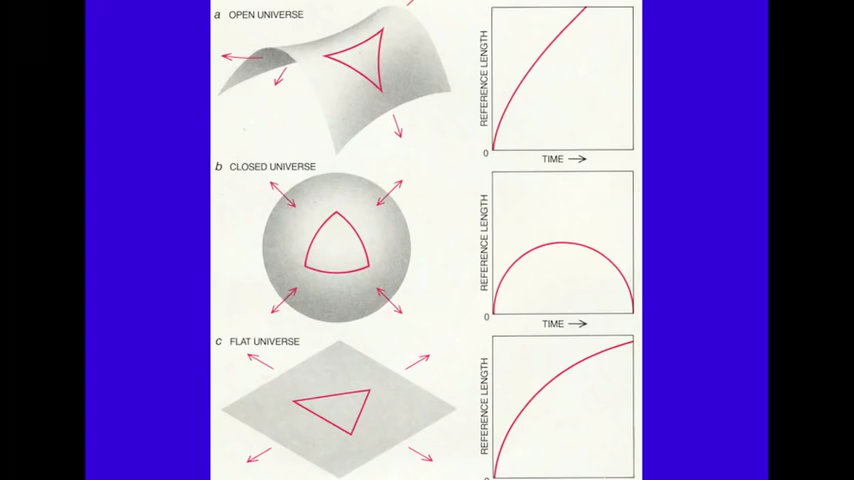 a OPEN UNIVERSE
REFERENCE LENGTH
0
TIME
b CLOSED UNIVERSE
REFERENCE LENGTH
0
TIME
c FLAT UNIVERSE
REFERENCE LENGTH
0